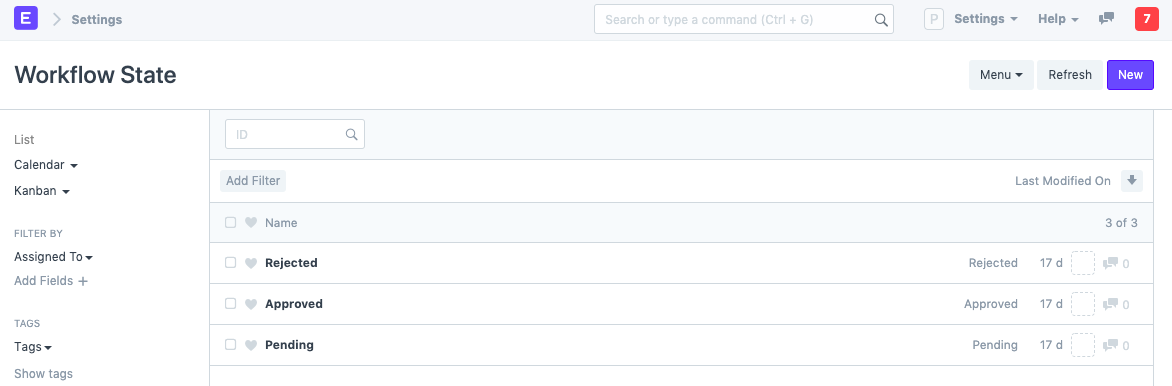 E Settings Search or type a command (Ctrl + G) P Settings Help 7
Workflow State Menu Refresh New
List
Calendar
Kanban
FILTER BY
Assigned To
Add Fields +
TAGS
Tags
Show tags
ID
Add Filter Last Modified On
Name 3 of 3
Rejected Rejected 17 d 0
Approved Approved 17 d 0
Pending Pending 17 d 0